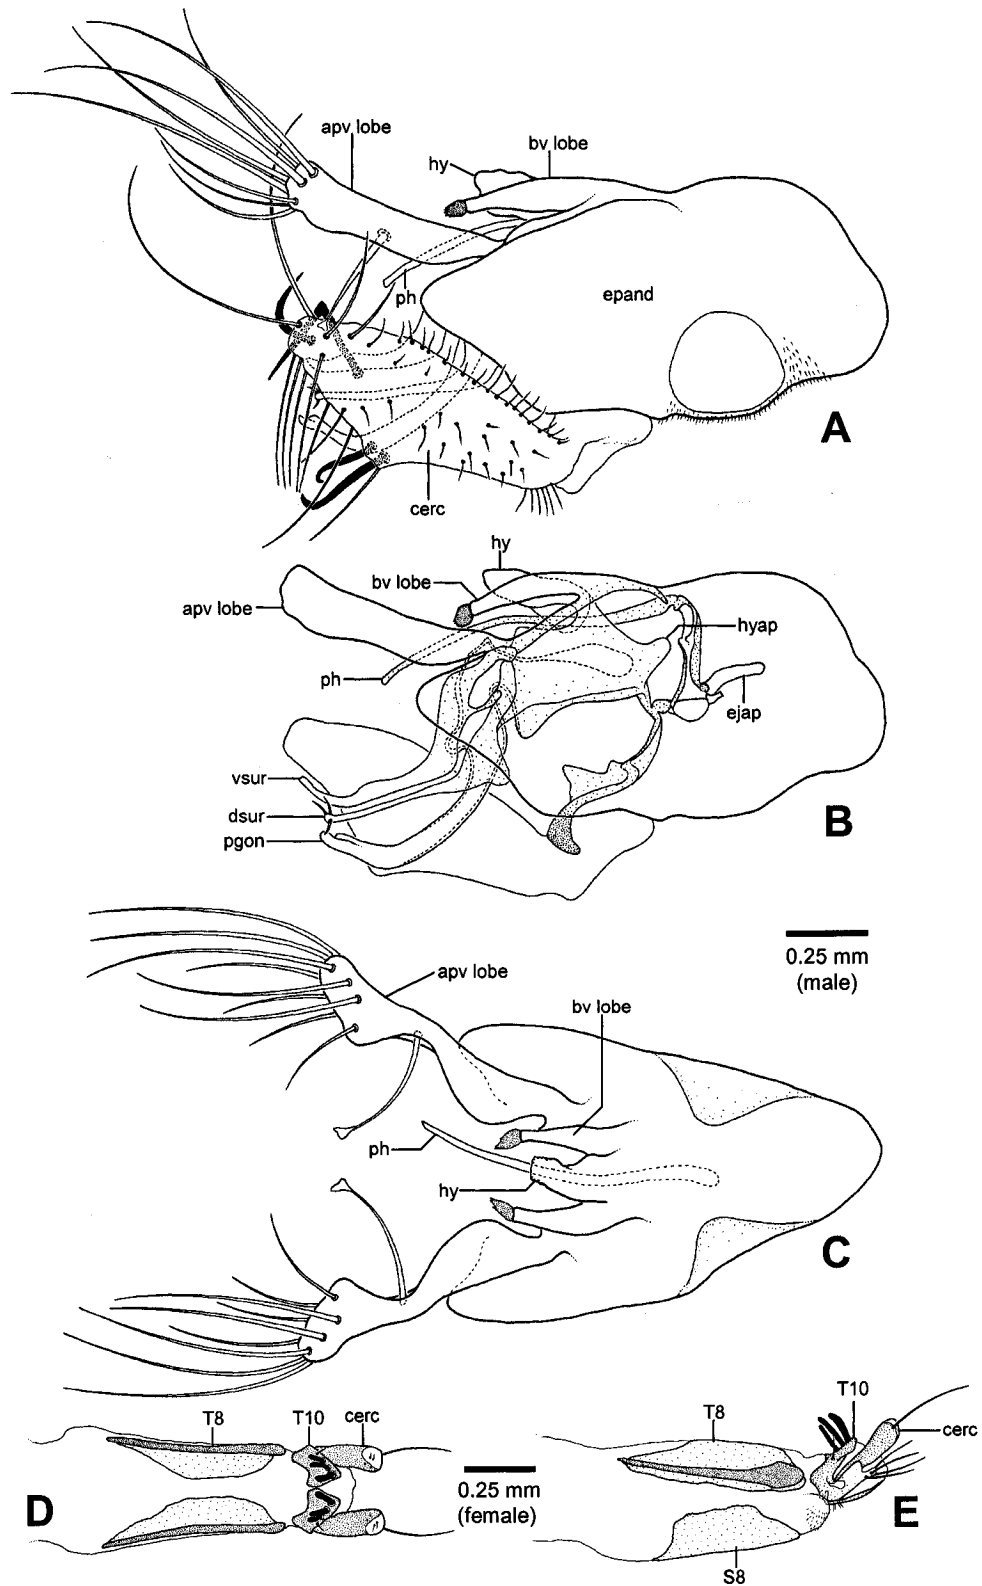 apv lobe
hy
bv lobe
ph
epand
A
cerc
hy
bv lobe
apv lobe
hyap
ph
ejap
vsur
dsur
pgon
B
0.25 mm
(male)
apv lobe
bv lobe
ph
hy
C
T8
T10
cerc
D
0.25 mm
(female)
T10
T8
cerc
E
S8